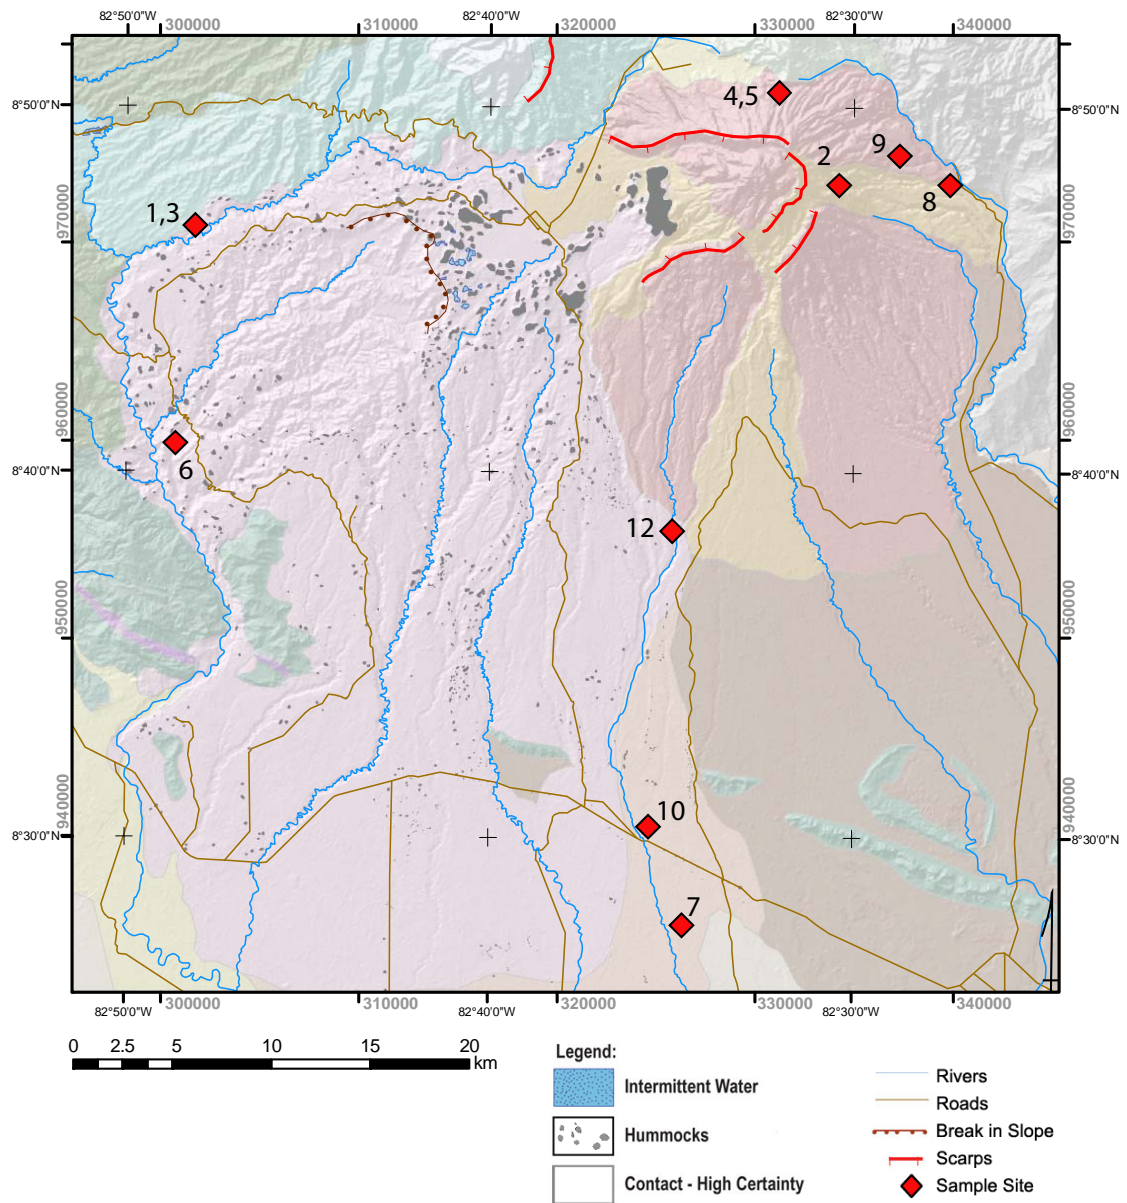 82°50'0"W 300000 310000 82°40'0"W 320000 330000 82°30'0"W 340000
8°50'0"N 8°50'0"N
4,5
9
2
8
1,3
970000 970000
960000 960000
6
8°40'0"N 8°40'0"N
12
950000 950000
940000 940000
10
8°30'0"N 8°30'0"N
7
82°50'0"W 300000 310000 82°40'0"W 320000 330000 82°30'0"W 340000
0 2.5 5 10 15 20 km
Legend:
Intermittent Water
Hummocks
Contact - High Certainty
Rivers
Roads
Break in Slope
Scarps
Sample Site